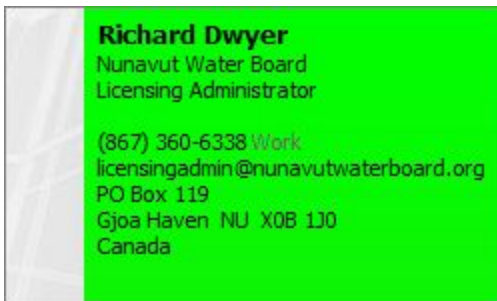 Richard Dwyer
Nunavut Water Board
Licensing Administrator
(867) 360-6338 Work
licensingadmin@nunavutwaterboard.org
PO Box 119
Gjoa Haven NU X0B 1J0
Canada